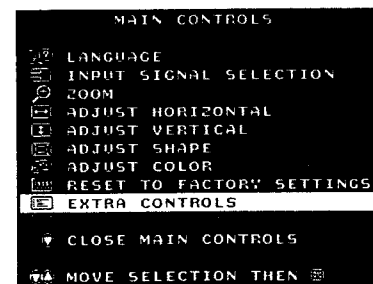 MAIN CONTROLS
LANGUAGE
INPUT SIGNAL SELECTION
ZOOM
ADJUST HORIZONTAL
ADJUST VERTICAL
ADJUST SHAPE
ADJUST COLOR
RESET TO FACTORY SETTINGS
EXTRA CONTROLS
CLOSE MAIN CONTROLS
MOVE SELECTION THEN